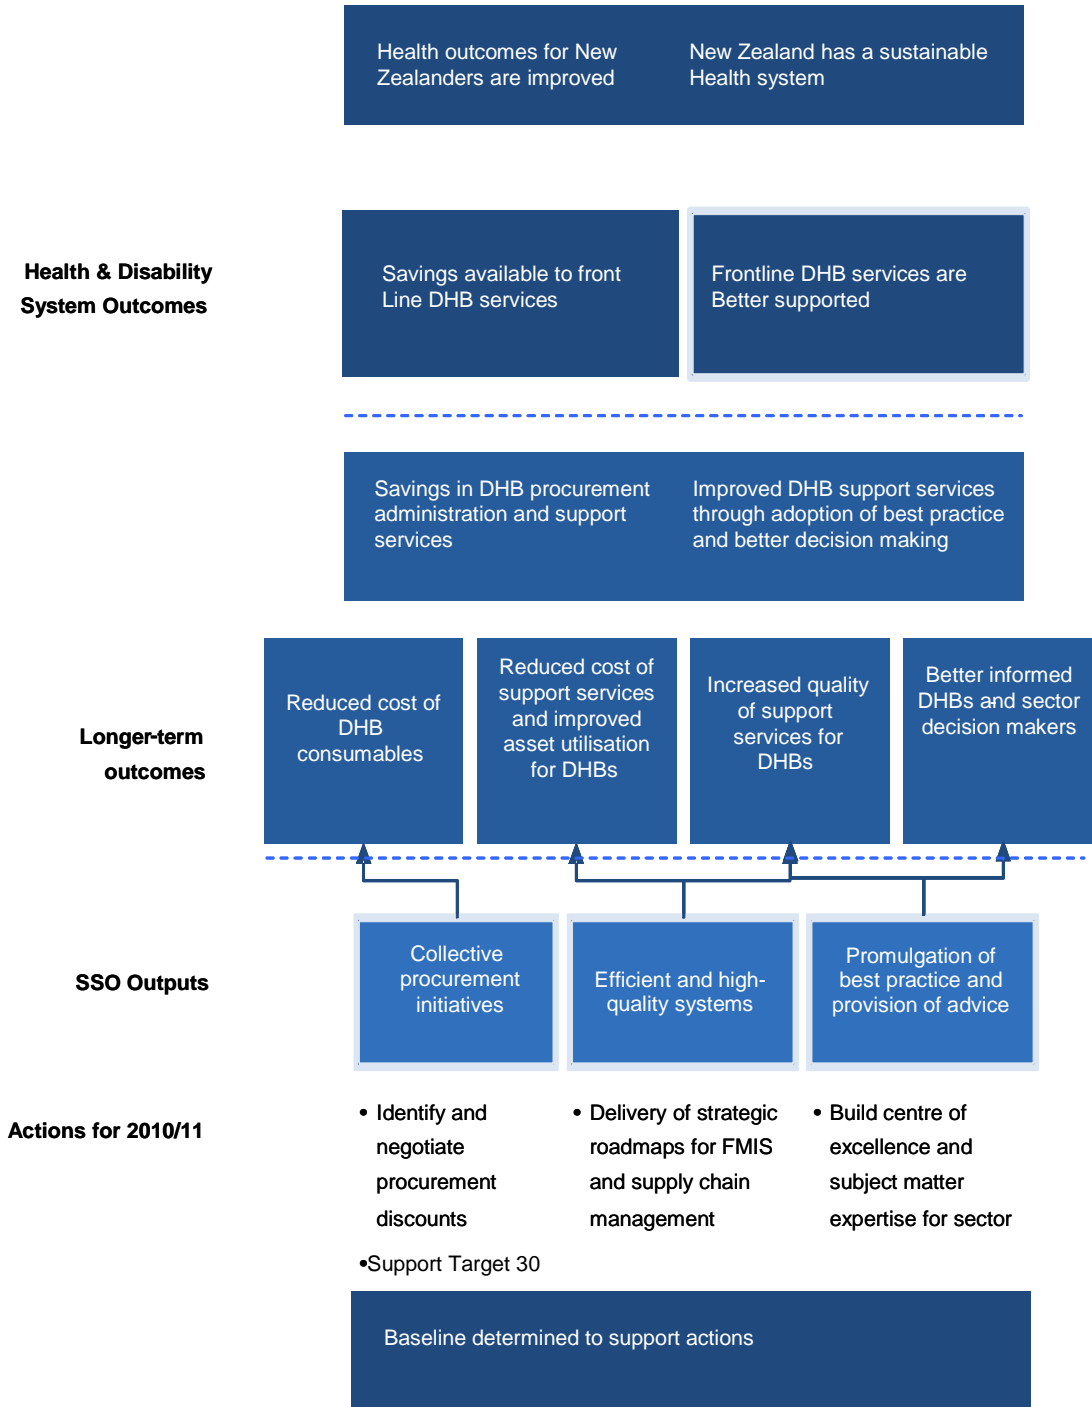 Health outcomes for New
Zealanders are improved
New Zealand has a sustainable
Health system
Health & Disability
System Outcomes
Savings available to front
Line DHB services
Frontline DHB services are
Better supported
Savings in DHB procurement
administration and support
services
Improved DHB support services
through adoption of best practice
and better decision making
Longer-term
outcomes
Reduced cost of
DHB
consumables
Reduced cost of
support services
and improved
asset utilisation
for DHBs
Increased quality
of support
services for
DHBs
Better informed
DHBs and sector
decision makers
SSO Outputs
Collective
procurement
initiatives
Efficient and high-
quality systems
Promulgation of
best practice and
provision of advice
Actions for 2010/11
• Identify and
negotiate
procurement
discounts
•Support Target 30
• Delivery of strategic
roadmaps for FMIS
and supply chain
management
• Build centre of
excellence and
subject matter
expertise for sector
Baseline determined to support actions